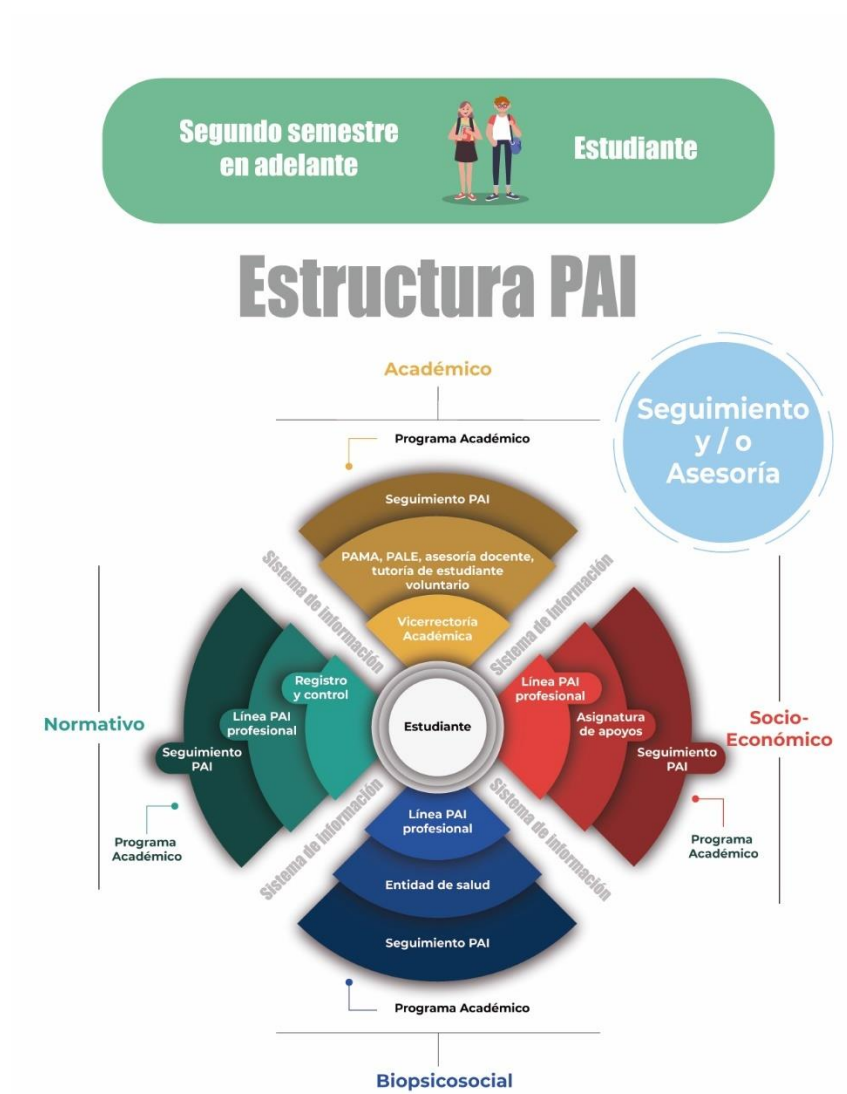 Segundo semestre
en adelante
Estudiante
Estructura PAI
Académico
Seguimiento
y / o
Asesoría
Programa Académico
Seguimiento PAI
PAMA, PALE, asesoría docente,
tutoría de estudiante
voluntario
Vicerrectoría
Académica
Sistema de información
Sistema de información
Normativo
Registro
y control
Línea PAI
profesional
Seguimiento
PAI
Programa
Académico
Estudiante
Línea PAI
profesional
Asignatura
de apoyos
Seguimiento
PAI
Socio-
Económico
Programa
Académico
Sistema de información
Sistema de información
Línea PAI
profesional
Entidad de salud
Seguimiento PAI
Programa Académico
Biopsicosocial